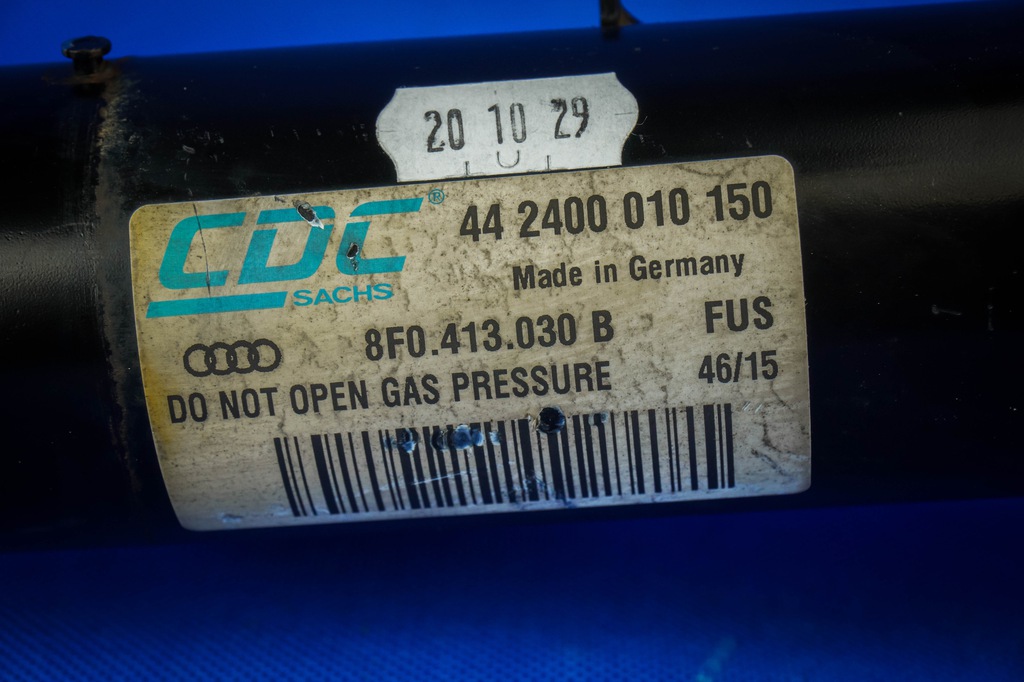 20 10 29
CDC® 44 2400 010 150
SACHS Made in Germany
8F0.413.030 B FUS
DO NOT OPEN GAS PRESSURE 46/15